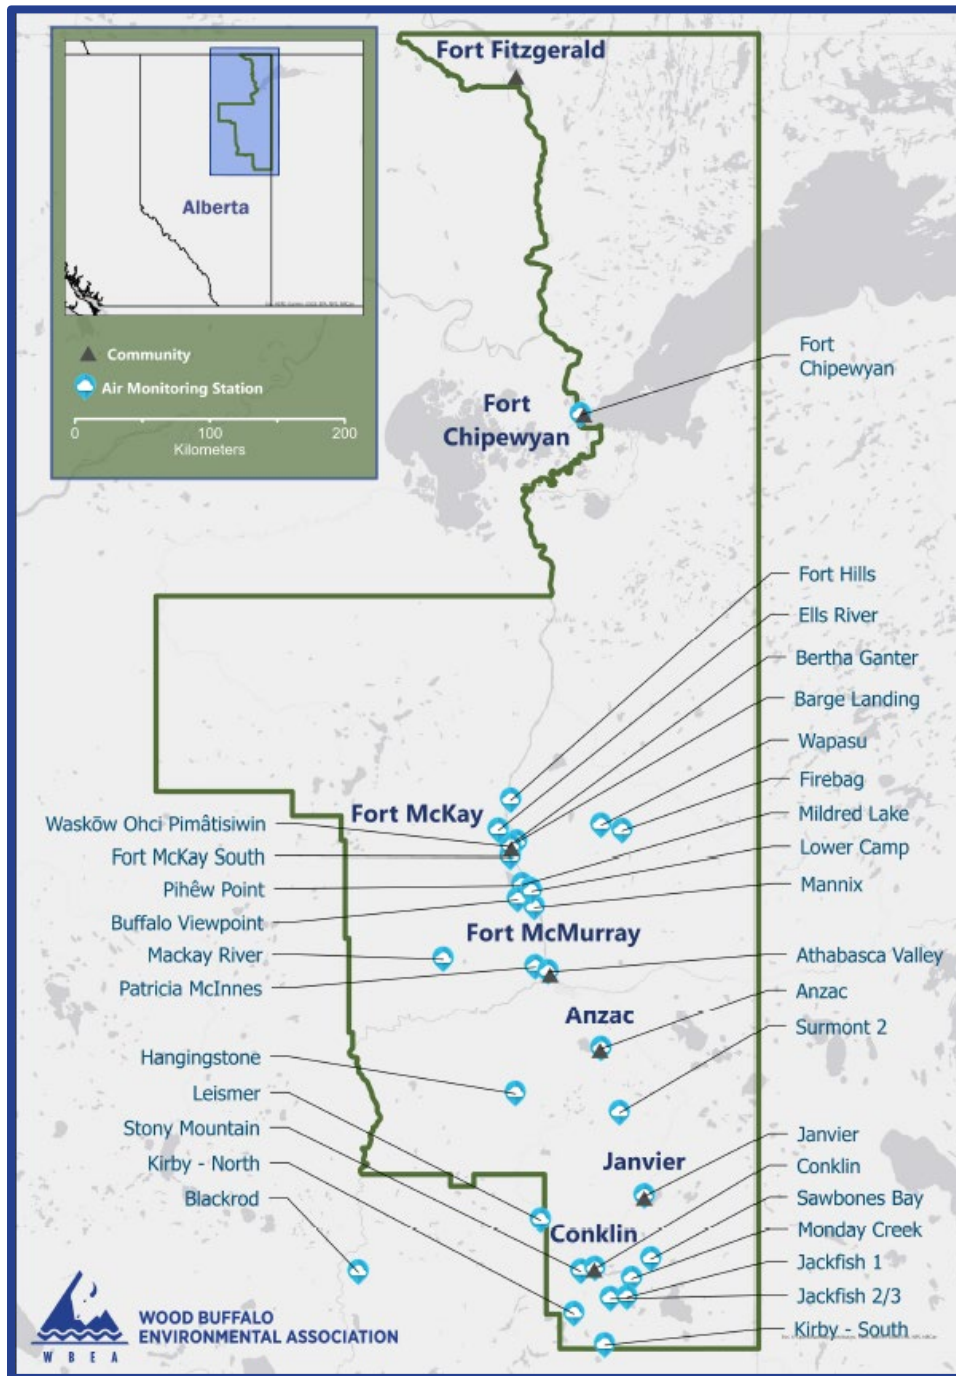 Fort Fitzgerald
Alberta
Community
Air Monitoring Station
0 100 200
Kilometers
Fort
Chipewyan
Fort
Chipewyan
Fort Hills
Ells River
Bertha Ganter
Barge Landing
Wapasu
Firebag
Mildred Lake
Lower Camp
Mannix
Fort McKay
Waskōw Ohci Pimâtisiwin
Fort McKay South
Pihêw Point
Buffalo Viewpoint
Mackay River
Patricia McInnes
Fort McMurray
Athabasca Valley
Anzac
Anzac
Surmont 2
Hangingstone
Leismer
Stony Mountain
Kirby - North
Blackrod
Janvier
Janvier
Conklin
Conklin
Sawbones Bay
Monday Creek
Jackfish 1
Jackfish 2/3
Kirby - South
WBEA
WOOD BUFFALO
ENVIRONMENTAL ASSOCIATION